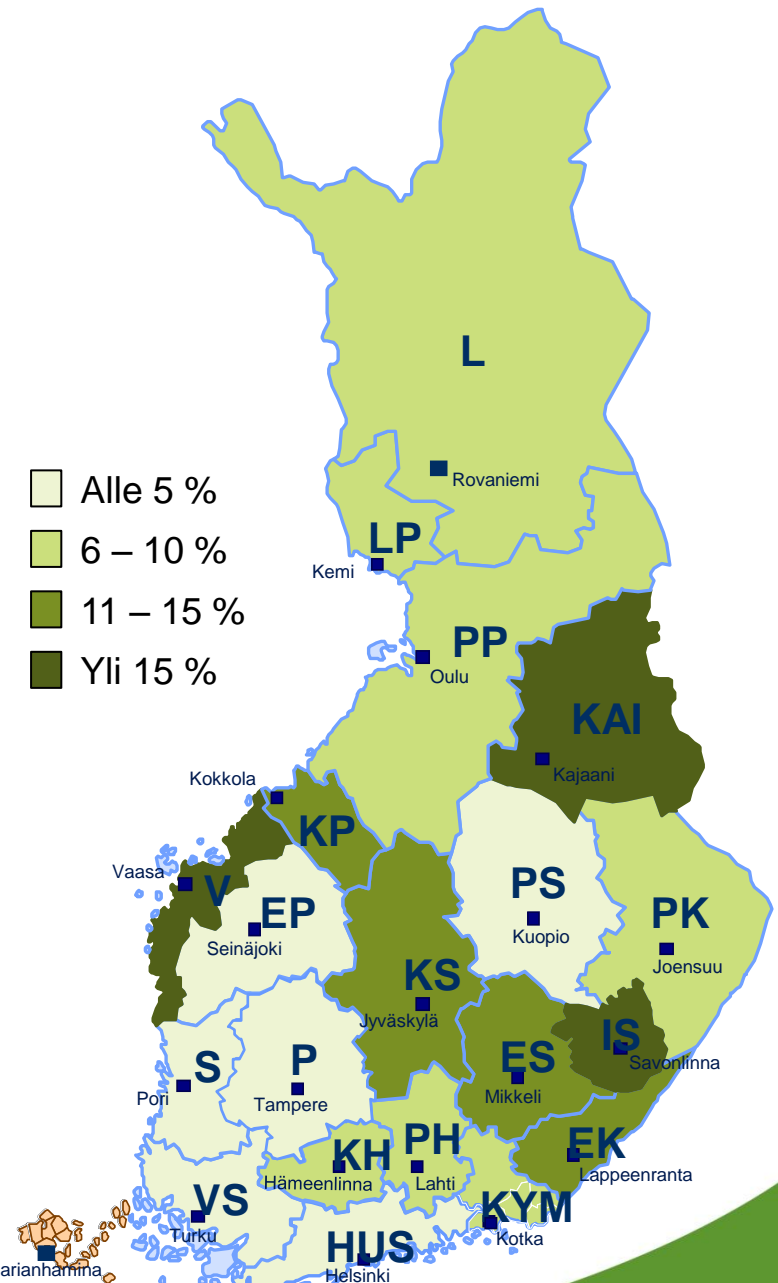 L
Rovaniemi
Alle 5 %
6 – 10 %
11 – 15 %
Yli 15 %
LP
Kemi
PP
Oulu
KAI
Kajaani
Kokkola
KP
Vaasa
V
EP
Seinäjoki
PS
Kuopio
PK
Joensuu
KS
Jyväskylä
IS
Savonlinna
ES
Mikkeli
S
Pori
P
Tampere
KH
Hämeenlinna
PH
Lahti
EK
Lappeenranta
VS
Turku
KYM
Kotka
HUS
Helsinki
arianhamina